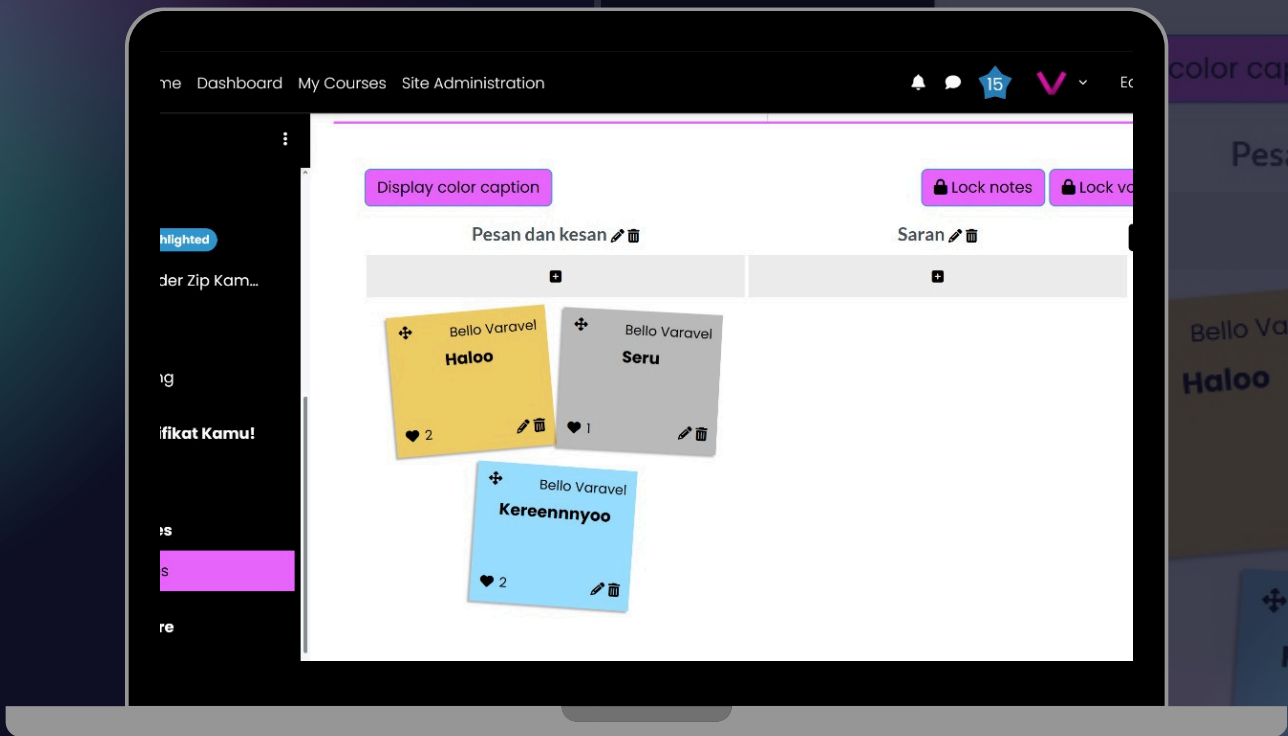 me Dashboard My Courses Site Administration
15
Ed
color cap
Display color caption
Lock notes
Lock vo
Pesan dan kesan
Saran
Pesa
hlighted
der Zip Kam...
ng
ifikat Kamu!
es
s
re
Bello Varavel
Haloo
2
Bello Varavel
Seru
1
Bello Varavel
Kereennnyoo
2
Bello Va
Haloo